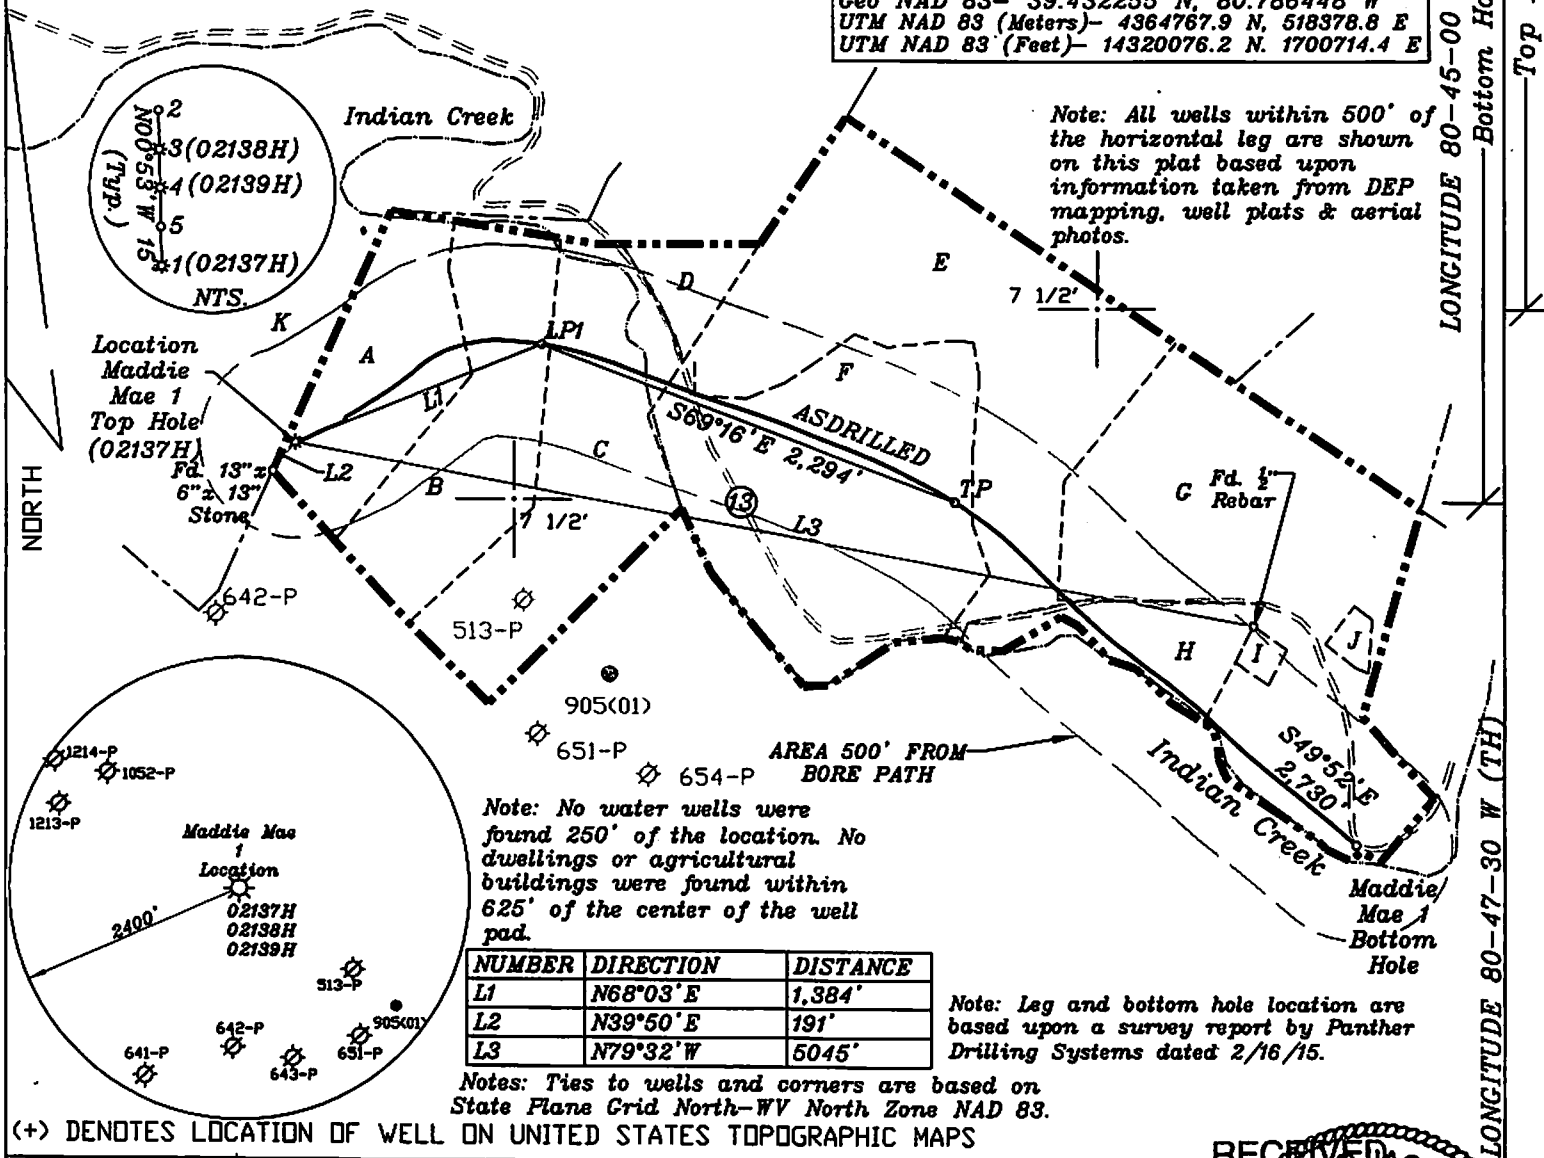 Geo NAD 83- 39.432255 N, 80.786448 W
UTM NAD 83 (Meters)- 4364767.9 N, 518378.8 E
UTM NAD 83 (Feet)- 14320076.2 N. 1700714.4 E
LONGITUDE 80-45-00
Bottom Ho
Top
Indian Creek
2
3(02138H)
4(02139H)
5
1(02137H)
N00°53'W 15'
(Typ.)
NTS.
Note: All wells within 500' of
the horizontal leg are shown
on this plat based upon
information taken from DEP
mapping, well plats & aerial
photos.
7 1/2'
K
A
D
E
F
LP1
L1
Location
Maddie
Mae 1
Top Hole
(02137H)
Fd. 13"x
6"x 13"
Stone
L2
B
C
7 1/2'
S69°16'E 2,294'
ASDRILLED
TP
13
L3
G
Fd. ½"
Rebar
NORTH
642-P
513-P
905(01)
651-P
654-P
AREA 500' FROM
BORE PATH
H
I
J
S49°52'E
2,730'
Indian Creek
Maddie
Mae 1
Bottom
Hole
LONGITUDE 80-47-30 W (TH)
1214-P
1052-P
1213-P
Maddie Mae
1
Location
02137H
02138H
02139H
2400'
513-P
905(01)
642-P
651-P
641-P
643-P
Note: No water wells were
found 250' of the location. No
dwellings or agricultural
buildings were found within
625' of the center of the well
pad.
NUMBER DIRECTION DISTANCE
L1 N68°03'E 1,384'
L2 N39°50'E 191'
L3 N79°32'W 5045'
Note: Leg and bottom hole location are
based upon a survey report by Panther
Drilling Systems dated 2/16/15.
Notes: Ties to wells and corners are based on
State Plane Grid North-WV North Zone NAD 83.
(+) DENOTES LOCATION OF WELL ON UNITED STATES TOPOGRAPHIC MAPS
RECEIVED